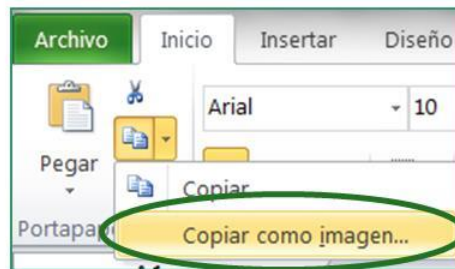 Archivo Inicio Insertar Diseño
Arial 10
Pegar
Copiar
Portapap
Copiar como imagen...